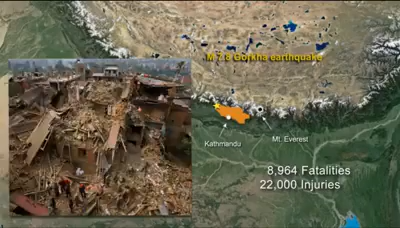 M 7.8 Gorkha earthquake
Kathmandu
Mt. Everest
8,964 Fatalities
22,000 Injuries